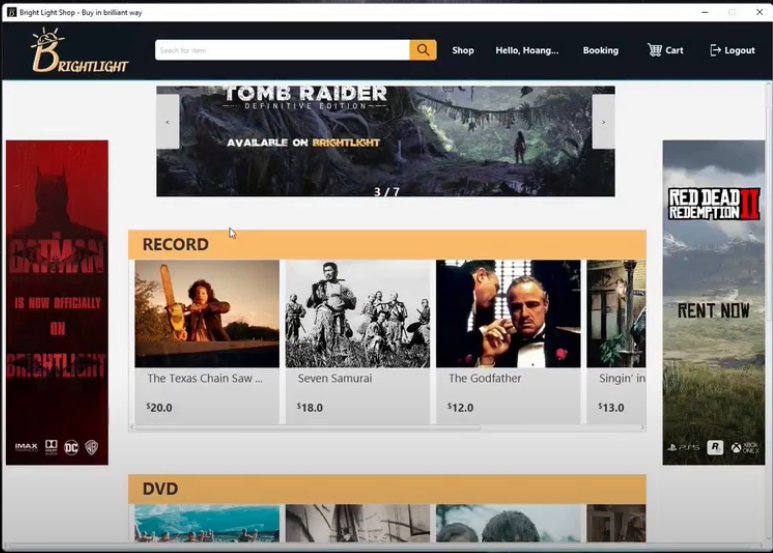 Bright Light Shop - Buy in brilliant way
BRIGHTLIGHT
Seach for item
Shop
Hello, Hoang...
Booking
Cart
Logout
TOMB RAIDER
DEFINITIVE EDITION
AVAILABLE ON BRIGHTLIGHT
<
>
3 / 7
BATMAN
IS NOW OFFICIALLY
ON
BRIGHTLIGHT
IMAX
DOLBY
DC
WB
RED DEAD
REDEMPTION II
RENT NOW
PS5
R
XBOX
RECORD
The Texas Chain Saw ...
Seven Samurai
The Godfather
Singin' in
$20.0
$18.0
$12.0
$13.0
DVD